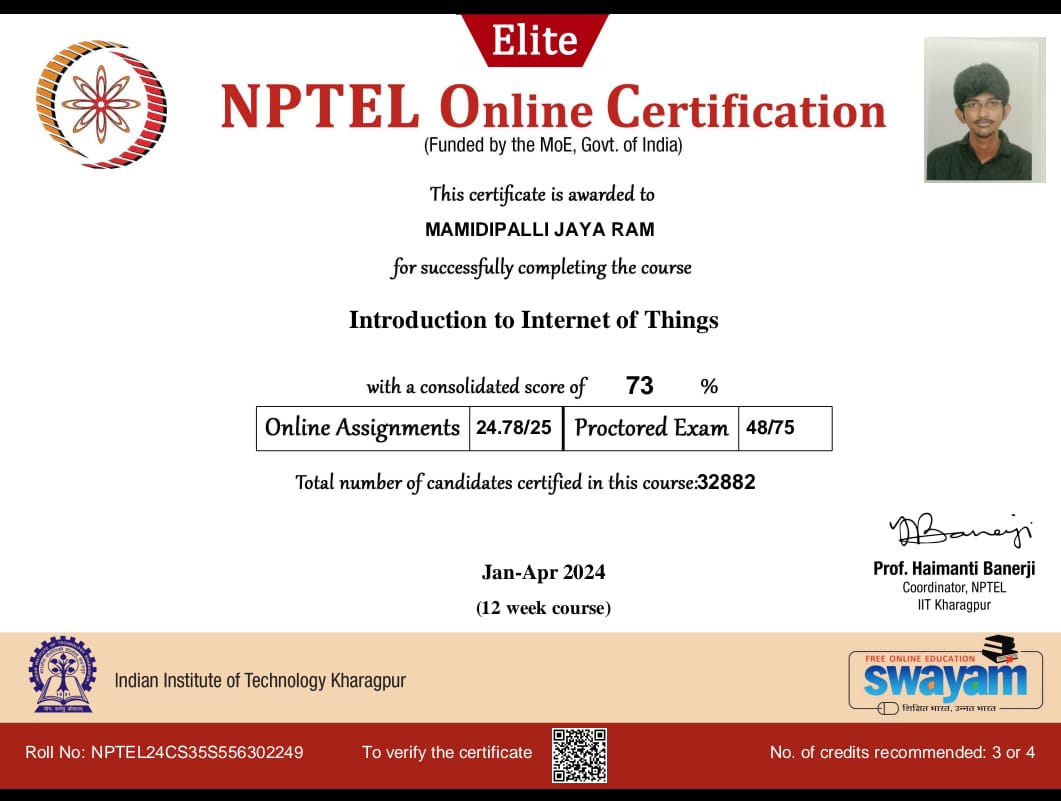 Elite
NPTEL Online Certification
(Funded by the MoE, Govt. of India)
This certificate is awarded to
MAMIDIPALLI JAYA RAM
for successfully completing the course
Introduction to Internet of Things
with a consolidated score of 73 %
Online Assignments 24.78/25 Proctored Exam 48/75
Total number of candidates certified in this course:32882
Jan-Apr 2024
(12 week course)
Prof. Haimanti Banerji
Coordinator, NPTEL
IIT Kharagpur
Indian Institute of Technology Kharagpur
FREE ONLINE EDUCATION
swayam
शिक्षित भारत, उन्नत भारत
Roll No: NPTEL24CS35S556302249 To verify the certificate No. of credits recommended: 3 or 4